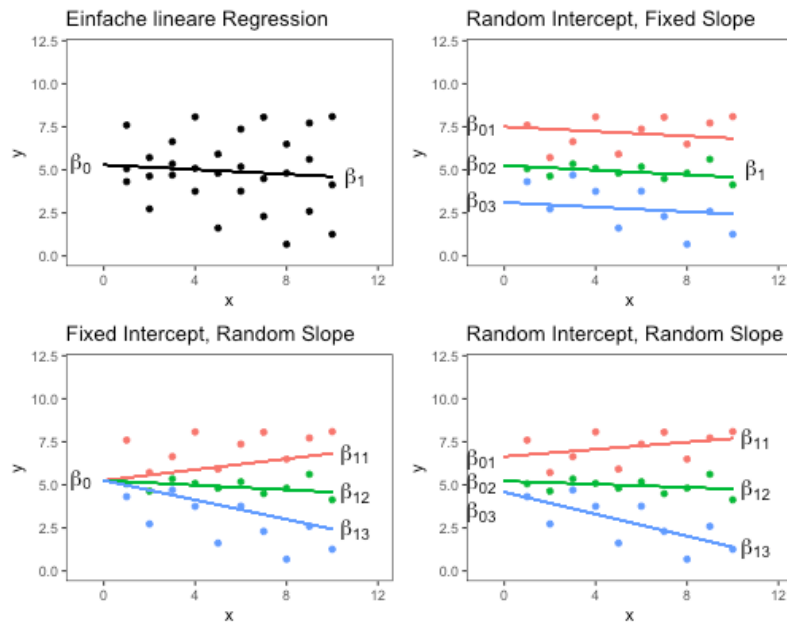 Einfache lineare Regression
12.5
10.0
7.5
5.0
2.5
0.0
y
β0
β1
0 4 8 12
x
Random Intercept, Fixed Slope
12.5
10.0
7.5
5.0
2.5
0.0
y
β01
β02
β03
β1
0 4 8 12
x
Fixed Intercept, Random Slope
12.5
10.0
7.5
5.0
2.5
0.0
y
β0
β11
β12
β13
0 4 8 12
x
Random Intercept, Random Slope
12.5
10.0
7.5
5.0
2.5
0.0
y
β01
β02
β03
β11
β12
β13
0 4 8 12
x